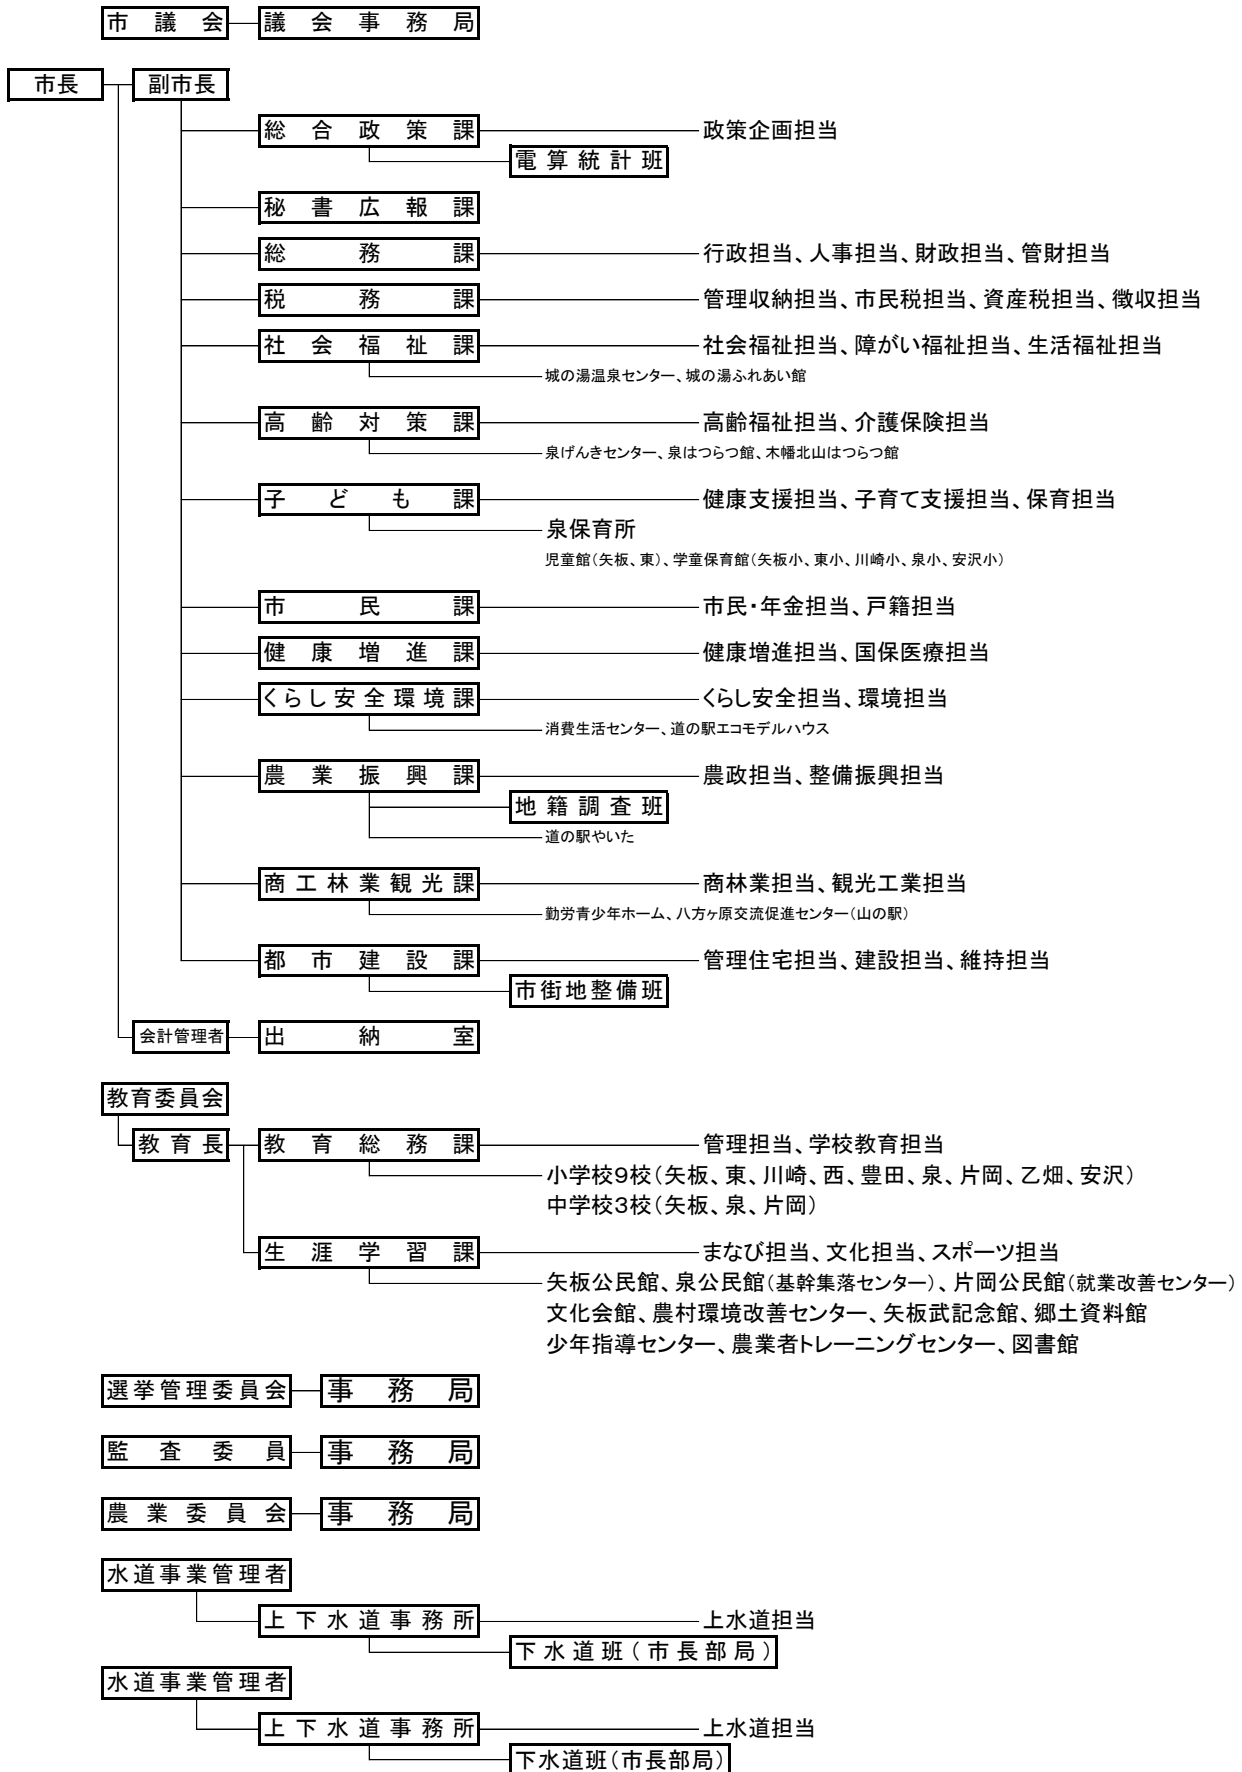 市議会 議会事務局
市長 副市長
総合政策課 政策企画担当
電算統計班
秘書広報課
総務課 行政担当、人事担当、財政担当、管財担当
税務課 管理収納担当、市民税担当、資産税担当、徴収担当
社会福祉課 社会福祉担当、障がい福祉担当、生活福祉担当
城の湯温泉センター、城の湯ふれあい館
高齢対策課 高齢福祉担当、介護保険担当
泉げんきセンター、泉はつらつ館、木幡北山はつらつ館
子ども課 健康支援担当、子育て支援担当、保育担当
泉保育所
児童館(矢板、東)、学童保育館(矢板小、東小、川崎小、泉小、安沢小)
市民課 市民・年金担当、戸籍担当
健康増進課 健康増進担当、国保医療担当
くらし安全環境課 くらし安全担当、環境担当
消費生活センター、道の駅エコモデルハウス
農業振興課 農政担当、整備振興担当
地籍調査班
道の駅やいた
商工林業観光課 商林業担当、観光工業担当
勤労青少年ホーム、八方ヶ原交流促進センター(山の駅)
都市建設課 管理住宅担当、建設担当、維持担当
市街地整備班
会計管理者 出納室
教育委員会
教育長 教育総務課 管理担当、学校教育担当
小学校9校(矢板、東、川崎、西、豊田、泉、片岡、乙畑、安沢)
中学校3校(矢板、泉、片岡)
生涯学習課 まなび担当、文化担当、スポーツ担当
矢板公民館、泉公民館(基幹集落センター)、片岡公民館(就業改善センター)
文化会館、農村環境改善センター、矢板武記念館、郷土資料館
少年指導センター、農業者トレーニングセンター、図書館
選挙管理委員会 事務局
監査委員 事務局
農業委員会 事務局
水道事業管理者
上下水道事務所 上水道担当
下水道班(市長部局)
水道事業管理者
上下水道事務所 上水道担当
下水道班(市長部局)